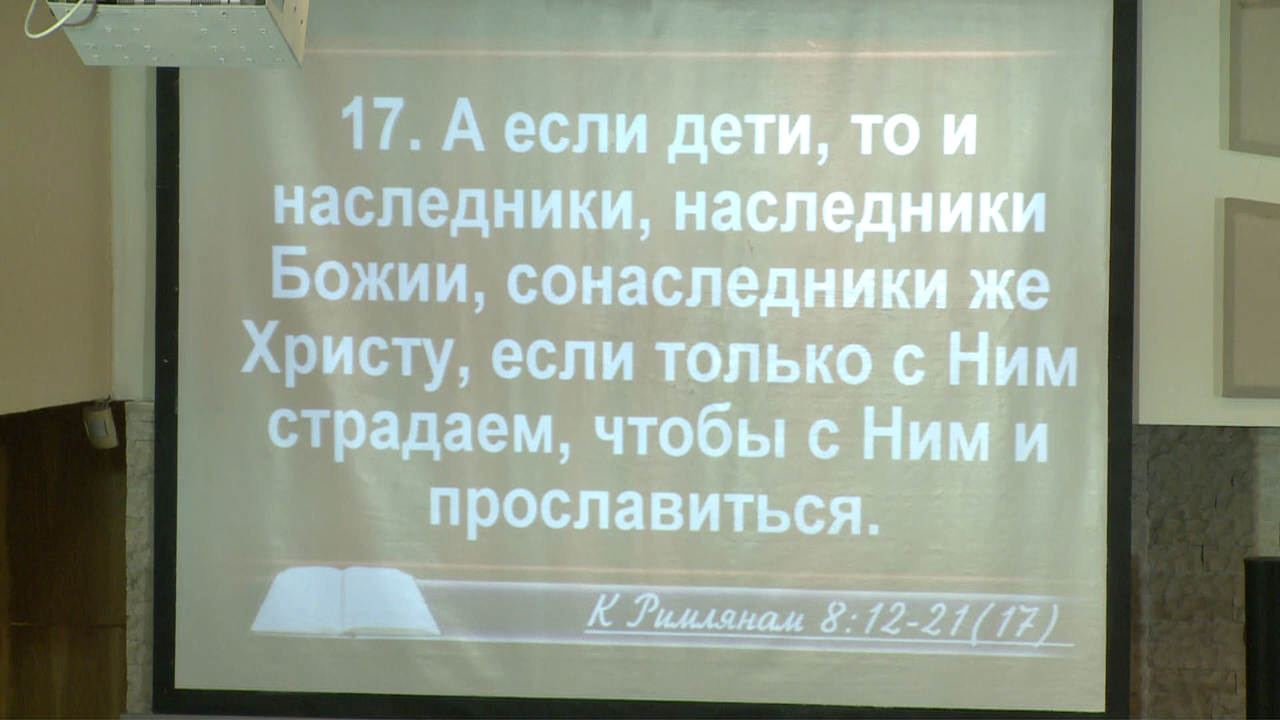 17. А если дети, то и
наследники, наследники
Божии, сонаследники же
Христу, если только с Ним
страдаем, чтобы с Ним и
прославиться.
К Римлянам 8:12-21(17)